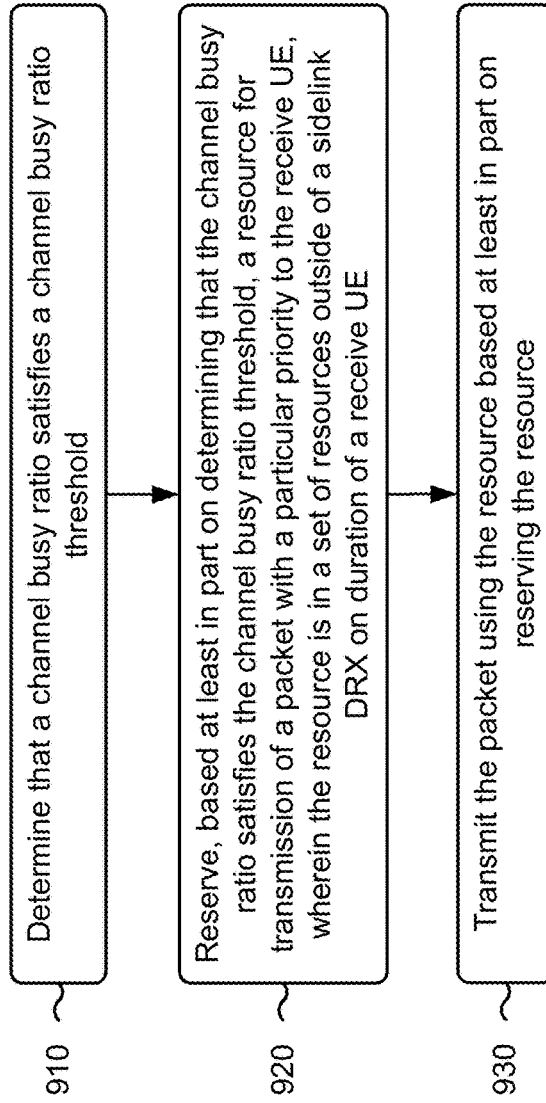 910
Determine that a channel busy ratio satisfies a channel busy ratio
threshold
920
Reserve, based at least in part on determining that the channel busy
ratio satisfies the channel busy ratio threshold, a resource for
transmission of a packet with a particular priority to the receive UE,
wherein the resource is in a set of resources outside of a sidelink
DRX on duration of a receive UE
930
Transmit the packet using the resource based at least in part on
reserving the resource